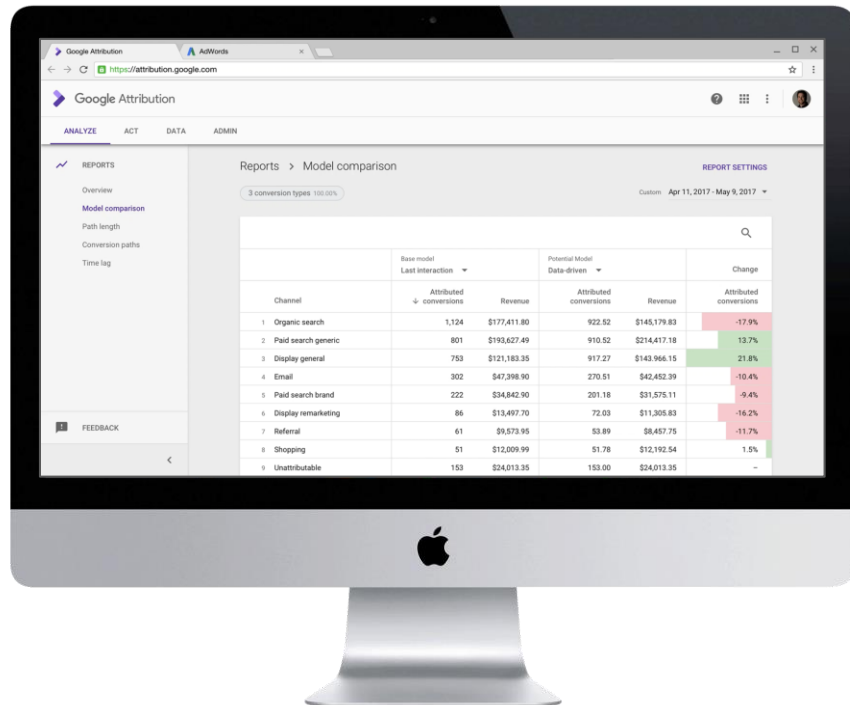 Google Attribution
AdWords
https://attribution.google.com
Google Attribution
ANALYZE ACT DATA ADMIN
REPORTS
Overview
Model comparison
Path length
Conversion paths
Time lag
FEEDBACK
Reports > Model comparison
REPORT SETTINGS
3 conversion types 100.00%
Custom Apr 11, 2017 - May 9, 2017
Base model Potential Model
Last interaction Data-driven Change
Attributed Attributed Attributed
Channel conversions Revenue conversions Revenue conversions
1 Organic search 1,124 $177,411.80 922.52 $145,179.83 -17.9%
2 Paid search generic 801 $193,627.49 910.52 $214,417.18 13.7%
3 Display general 753 $121,183.35 917.27 $143.966.15 21.8%
4 Email 302 $47,398.90 270.51 $42,452.39 -10.4%
5 Paid search brand 222 $34,842.90 201.18 $31,575.11 -9.4%
6 Display remarketing 86 $13,497.70 72.03 $11,305.83 -16.2%
7 Referral 61 $9,573.95 53.89 $8,457.75 -11.7%
8 Shopping 51 $12,009.99 51.78 $12,192.54 1.5%
9 Unattributable 153 $24,013.35 153.00 $24,013.35 –